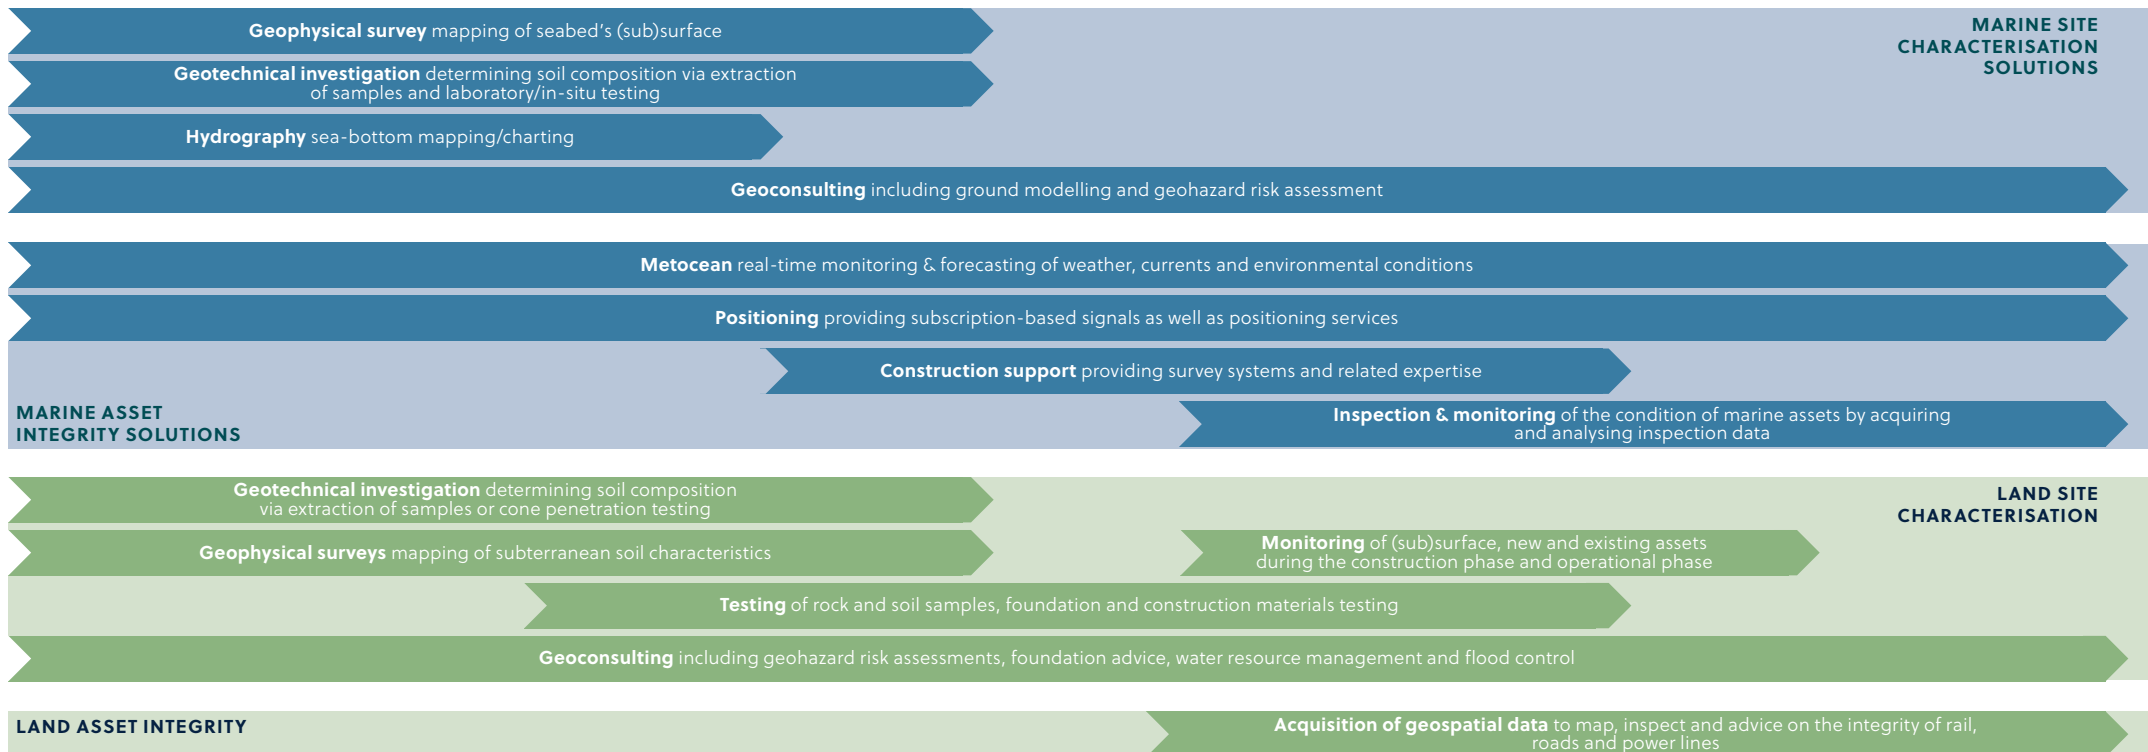 Geophysical survey mapping of seabed's (sub)surface
MARINE SITE
CHARACTERISATION
SOLUTIONS
Geotechnical investigation determining soil composition via extraction
of samples and laboratory/in-situ testing
Hydrography sea-bottom mapping/charting
Geoconsulting including ground modelling and geohazard risk assessment
Metocean real-time monitoring & forecasting of weather, currents and environmental conditions
Positioning providing subscription-based signals as well as positioning services
Construction support providing survey systems and related expertise
MARINE ASSET
INTEGRITY SOLUTIONS
Inspection & monitoring of the condition of marine assets by acquiring
and analysing inspection data
Geotechnical investigation determining soil composition
via extraction of samples or cone penetration testing
LAND SITE
CHARACTERISATION
Geophysical surveys mapping of subterranean soil characteristics
Monitoring of (sub)surface, new and existing assets
during the construction phase and operational phase
Testing of rock and soil samples, foundation and construction materials testing
Geoconsulting including geohazard risk assessments, foundation advice, water resource management and flood control
LAND ASSET INTEGRITY
Acquisition of geospatial data to map, inspect and advice on the integrity of rail,
roads and power lines